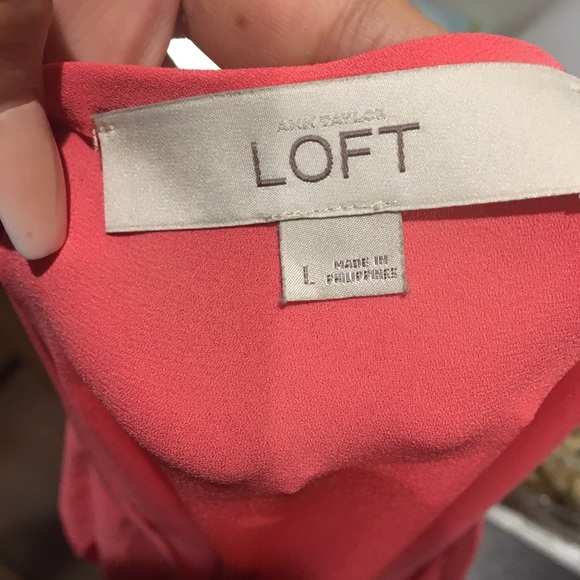 ANN TAYLOR
LOFT
L
MADE IN
PHILIPPINES